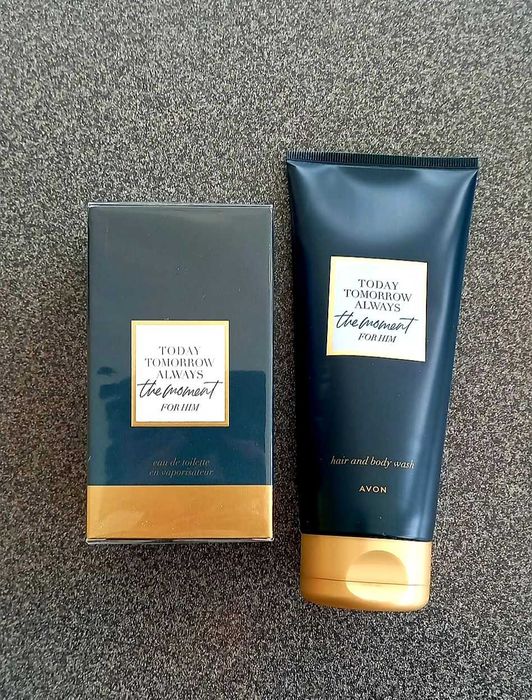 TODAY
TOMORROW
ALWAYS
the moment
FOR HIM
eau de toilette
en vaporisateur
TODAY
TOMORROW
ALWAYS
the moment
FOR HIM
hair and body wash
AVON